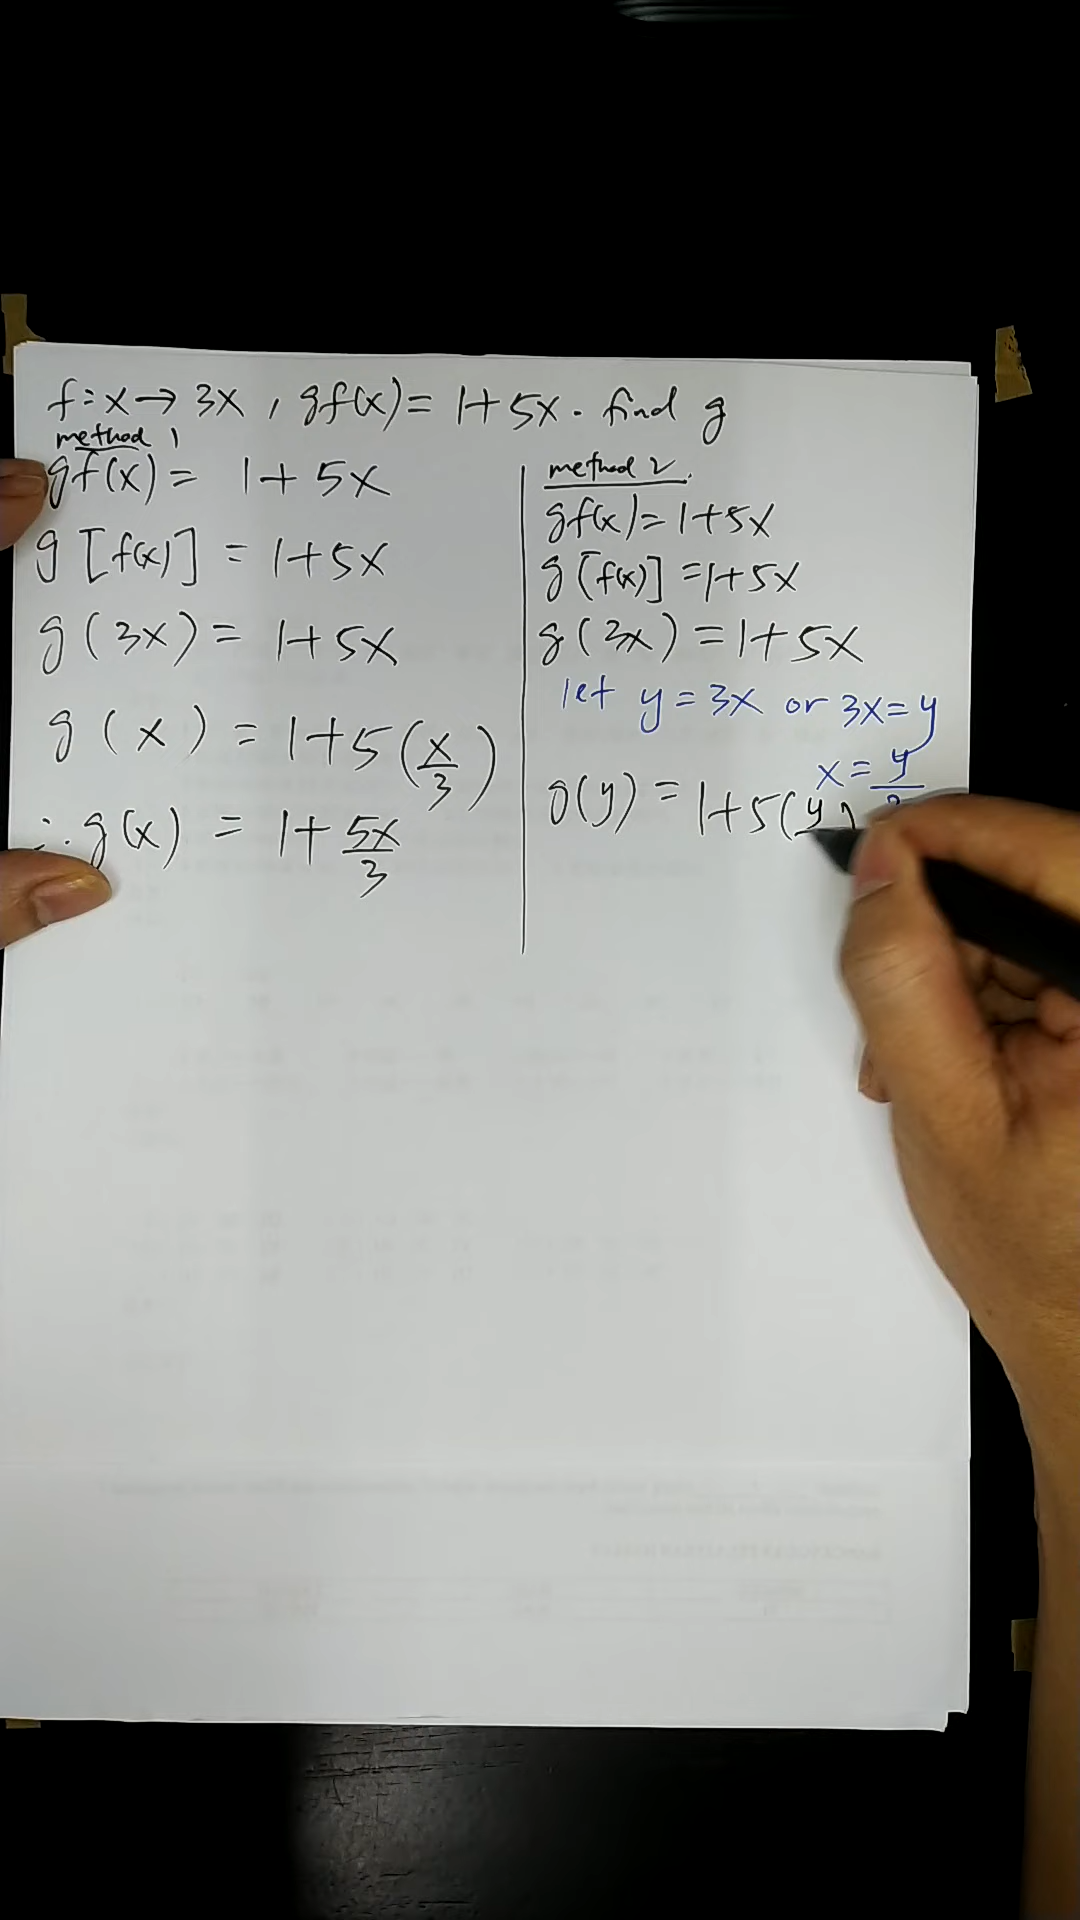 f:x→ 3x , gf(x)= 1+5x. find g
method 1
gf(x)= 1+5x
g[f(x)] = 1+5x
g(3x)= 1+5x
g(x) = 1+5(x/3)
∴g(x) = 1+5x/3
method 2.
gf(x)=1+5x
g[f(x)]=1+5x
g(3x)=1+5x
let y=3x or 3x=y
x=y/
g(y) = 1+5(y)